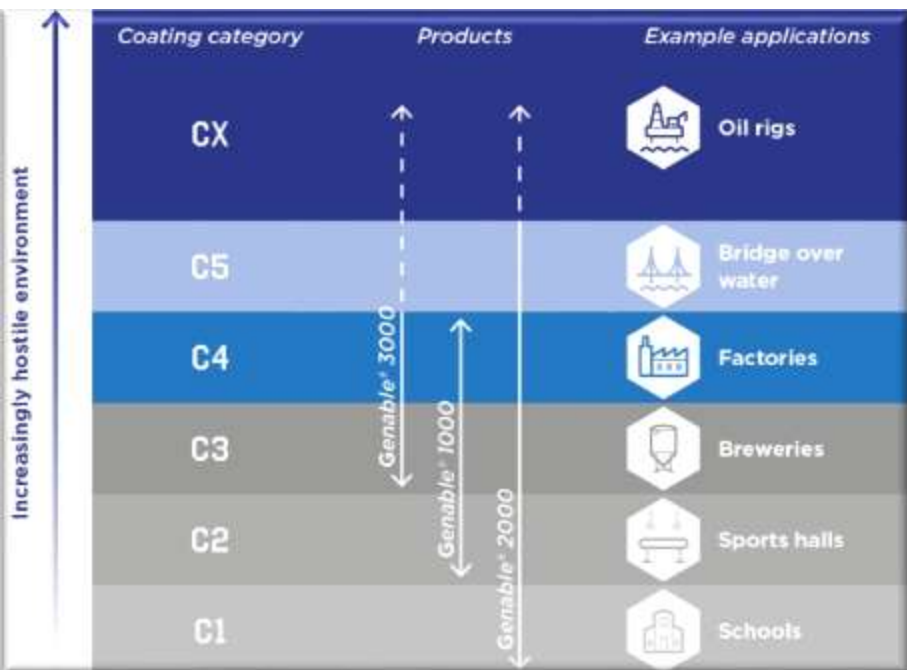 Coating category Products Example applications
CX Oil rigs
C5 Bridge over
water
C4 Factories
C3 Breweries
C2 Sports halls
C1 Schools
Genable® 3000
Genable® 1000
Genable® 2000
Increasingly hostile environment